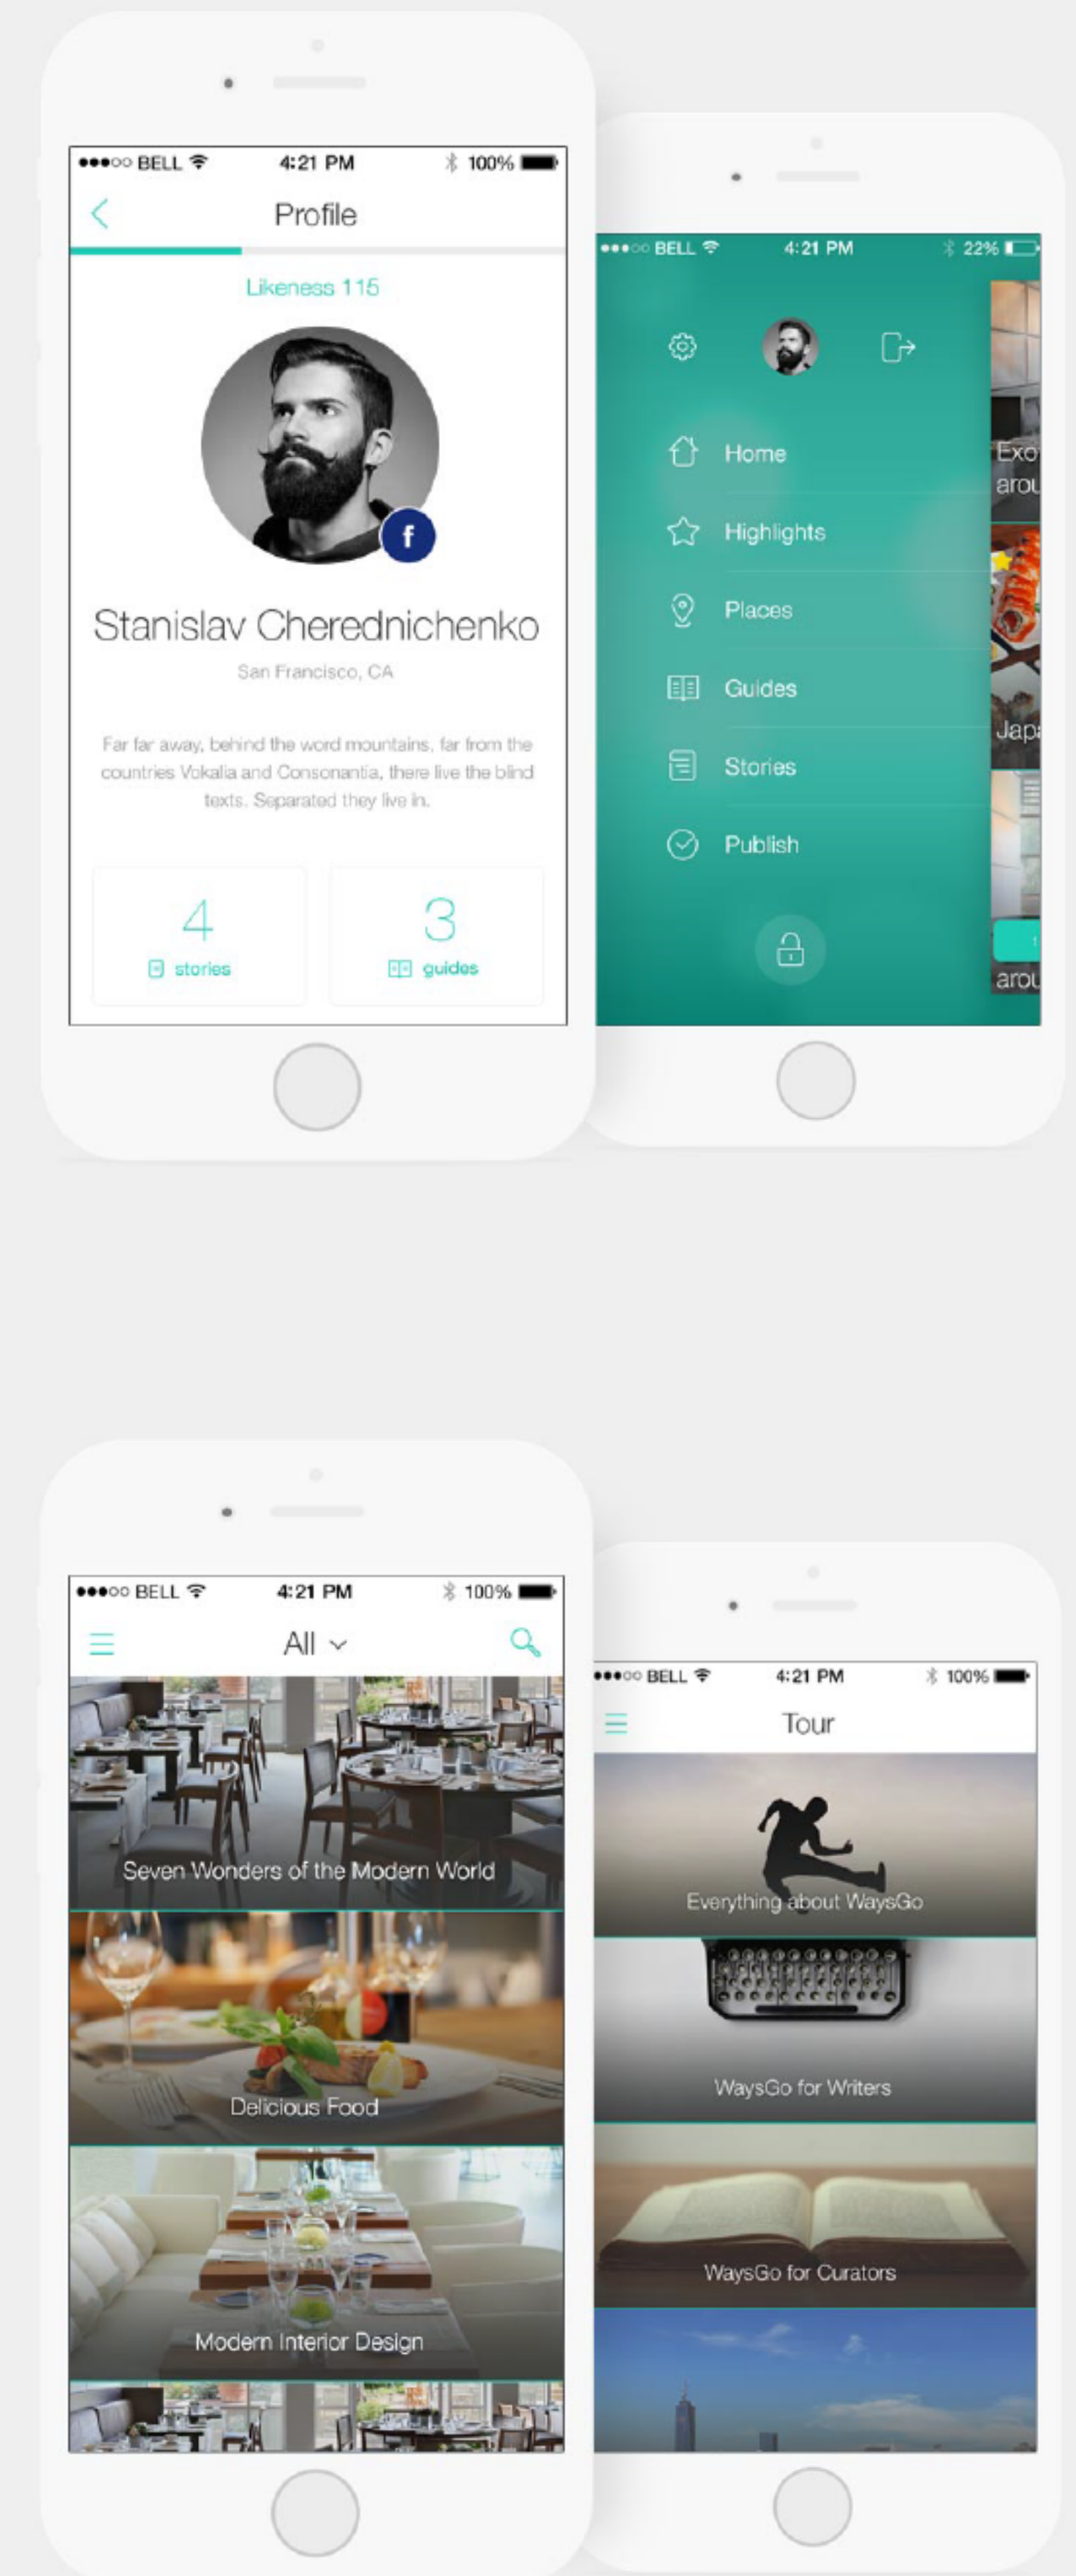 BELL
4:21 PM
100%
Profile
Likeness 115
f
Stanislav Cherednichenko
San Francisco, CA
Far far away, behind the word mountains, far from the
countries Vokalia and Consonantia, there live the blind
texts. Separated they live in.
4
stories
3
guides
BELL
4:21 PM
22%
Home
Highlights
Places
Guides
Stories
Publish
Exo
arou
Japa
arou
BELL
4:21 PM
100%
All
Seven Wonders of the Modern World
Delicious Food
Modern Interior Design
BELL
4:21 PM
100%
Tour
Everything about WaysGo
WaysGo for Writers
WaysGo for Curators